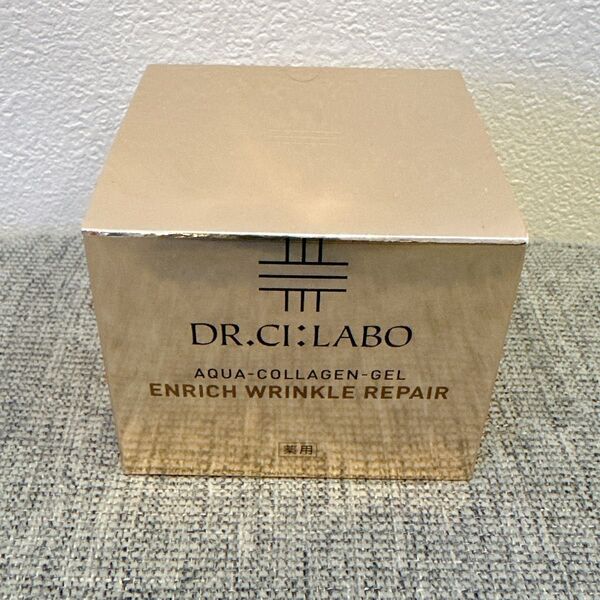 DR.CI:LABO
AQUA-COLLAGEN-GEL
ENRICH WRINKLE REPAIR
薬用